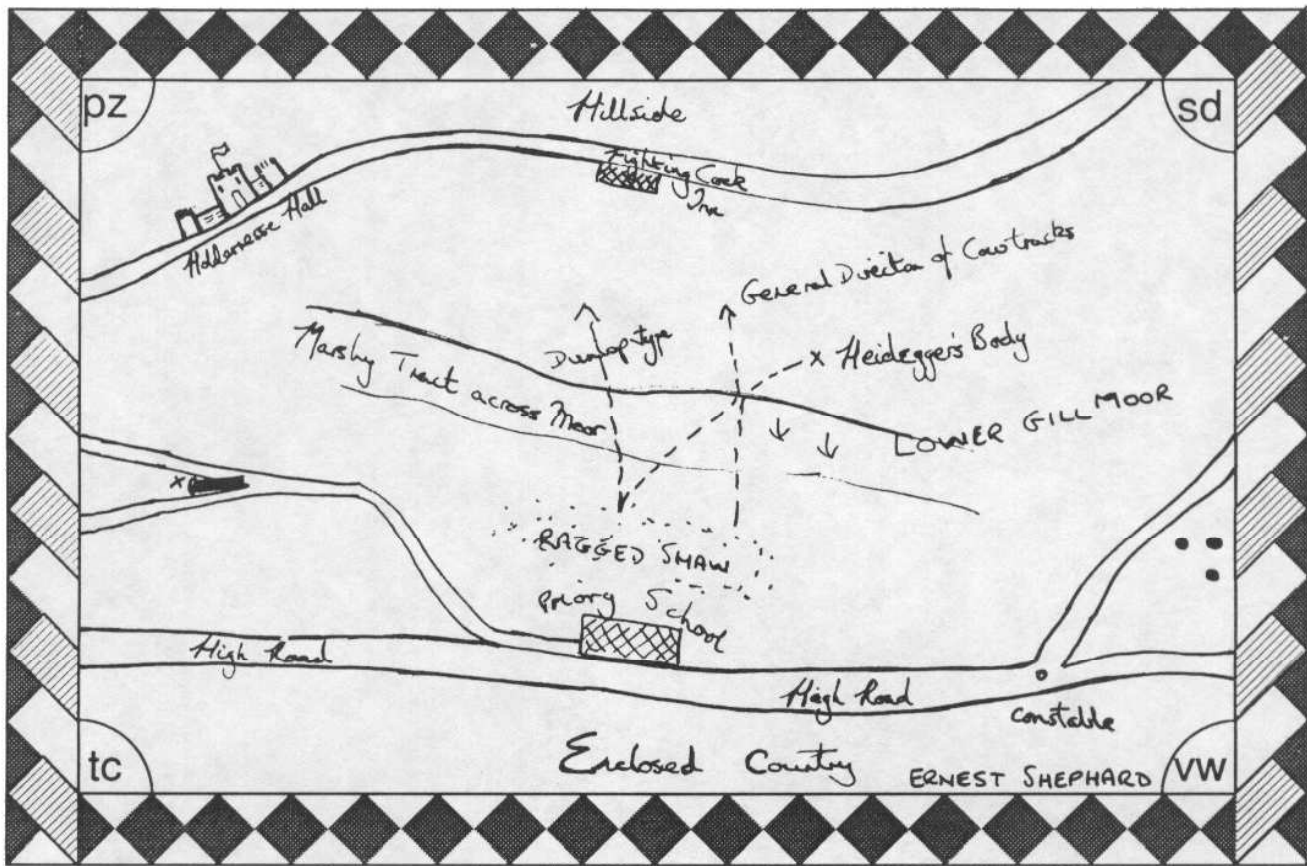 pz
sd
Hillside
Fighting Cock
Inn
Holdernesse Hall
General Direction of Cowtracks
Dunlop type
x Heidegger's Body
Marshy Tract across Moor
LOWER GILL MOOR
x
RAGGED SHAW
Priory School
High Road
High Road
Constable
tc
Enclosed Country
ERNEST SHEPHARD
vw